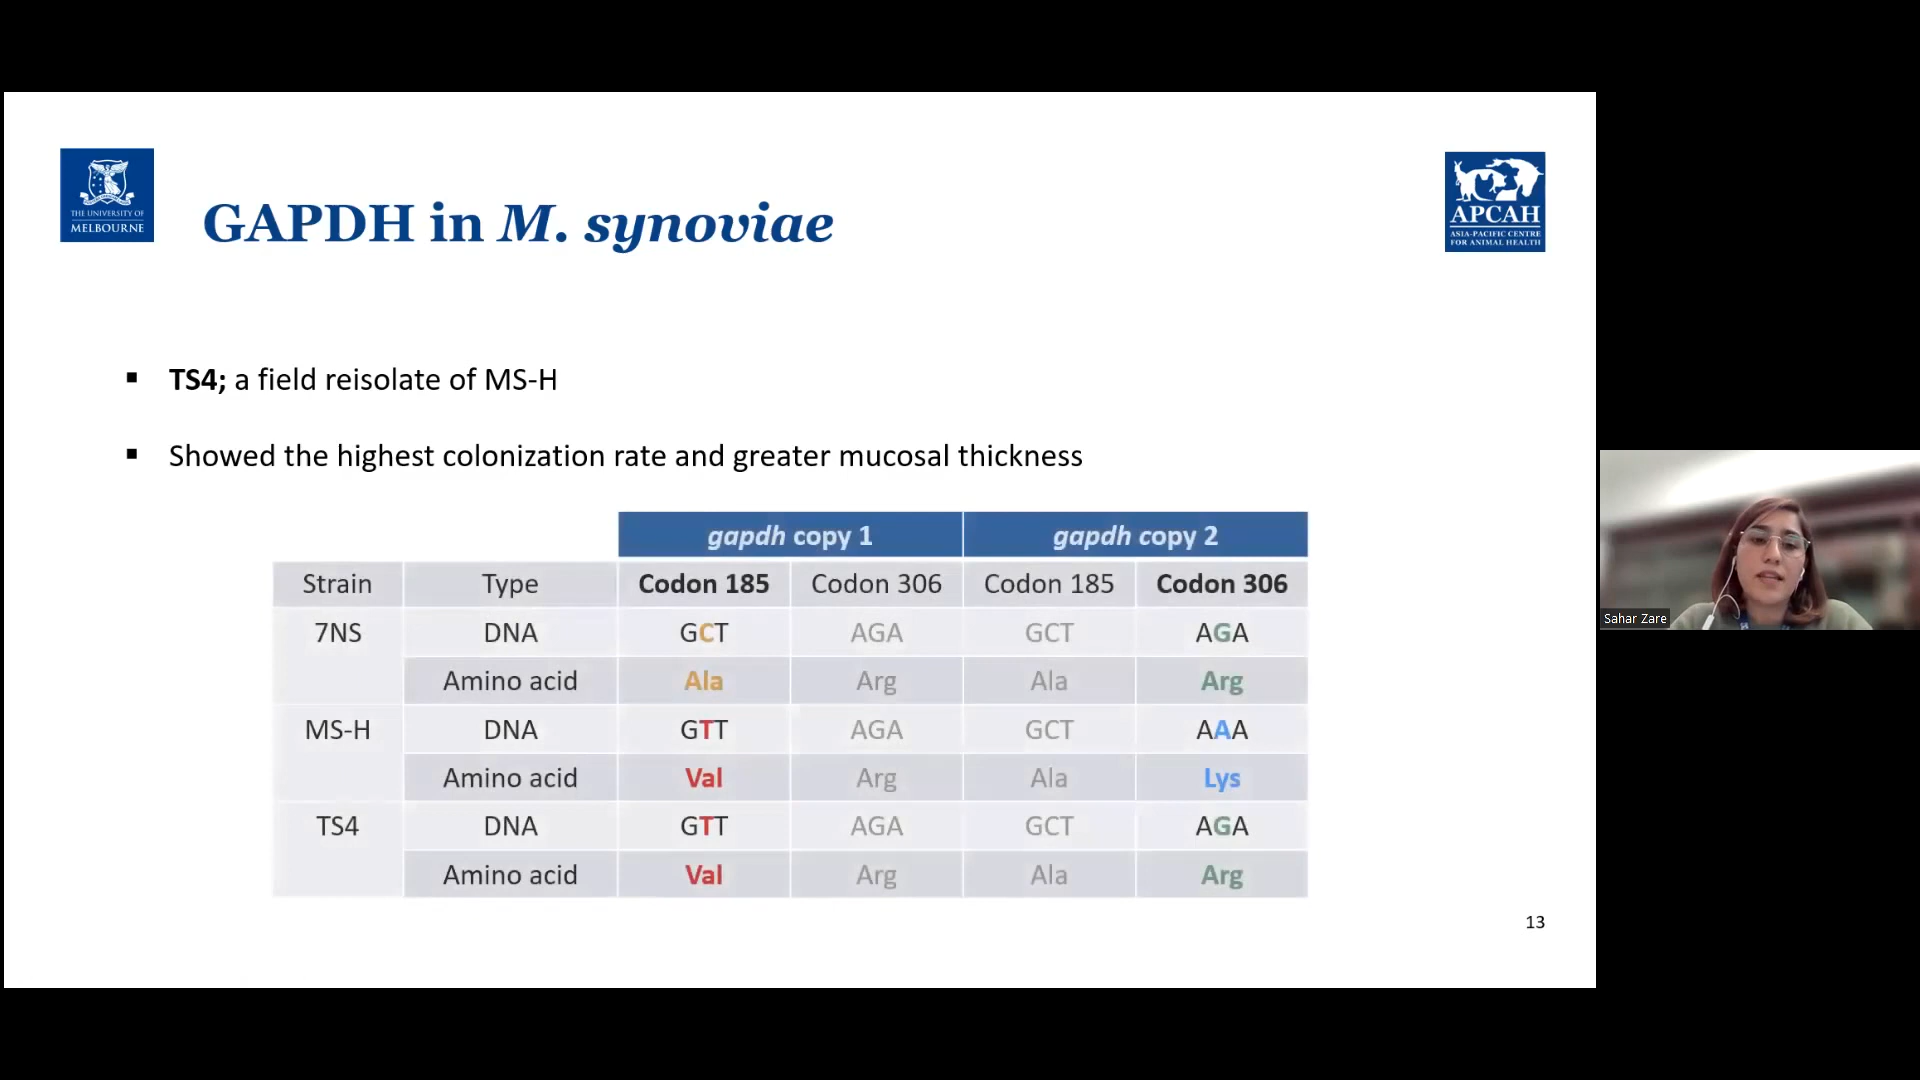 THE UNIVERSITY OF
MELBOURNE
GAPDH in M. synoviae
APCAH
ASIA-PACIFIC CENTRE
FOR ANIMAL HEALTH
▪ TS4; a field reisolate of MS-H
▪ Showed the highest colonization rate and greater mucosal thickness
gapdh copy 1 gapdh copy 2
Strain Type Codon 185 Codon 306 Codon 185 Codon 306
7NS DNA GCT AGA GCT AGA
Amino acid Ala Arg Ala Arg
MS-H DNA GTT AGA GCT AAA
Amino acid Val Arg Ala Lys
TS4 DNA GTT AGA GCT AGA
Amino acid Val Arg Ala Arg
13
Sahar Zare